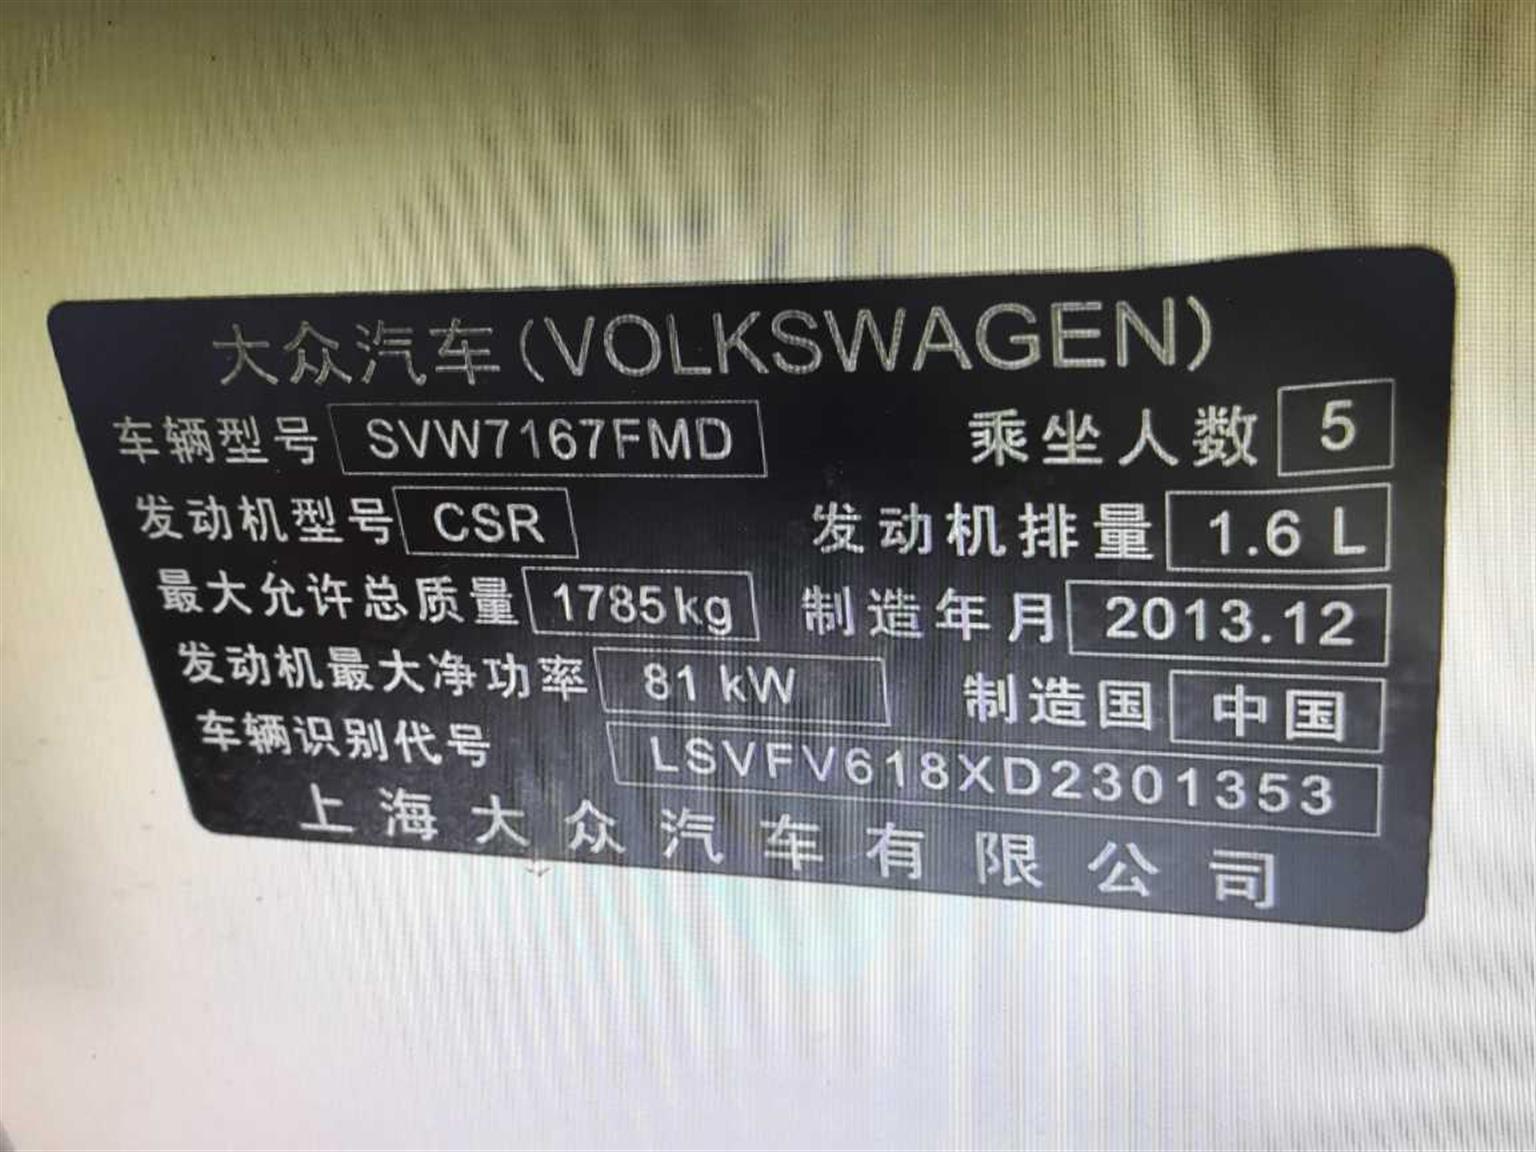 大众汽车(VOLKSWAGEN)
车辆型号 SVW7167FMD 乘坐人数 5
发动机型号 CSR 发动机排量 1.6 L
最大允许总质量 1785kg 制造年月 2013.12
发动机最大净功率 81 kW 制造国 中国
车辆识别代号 LSVFV618XD2301353
上海大众汽车有限公司